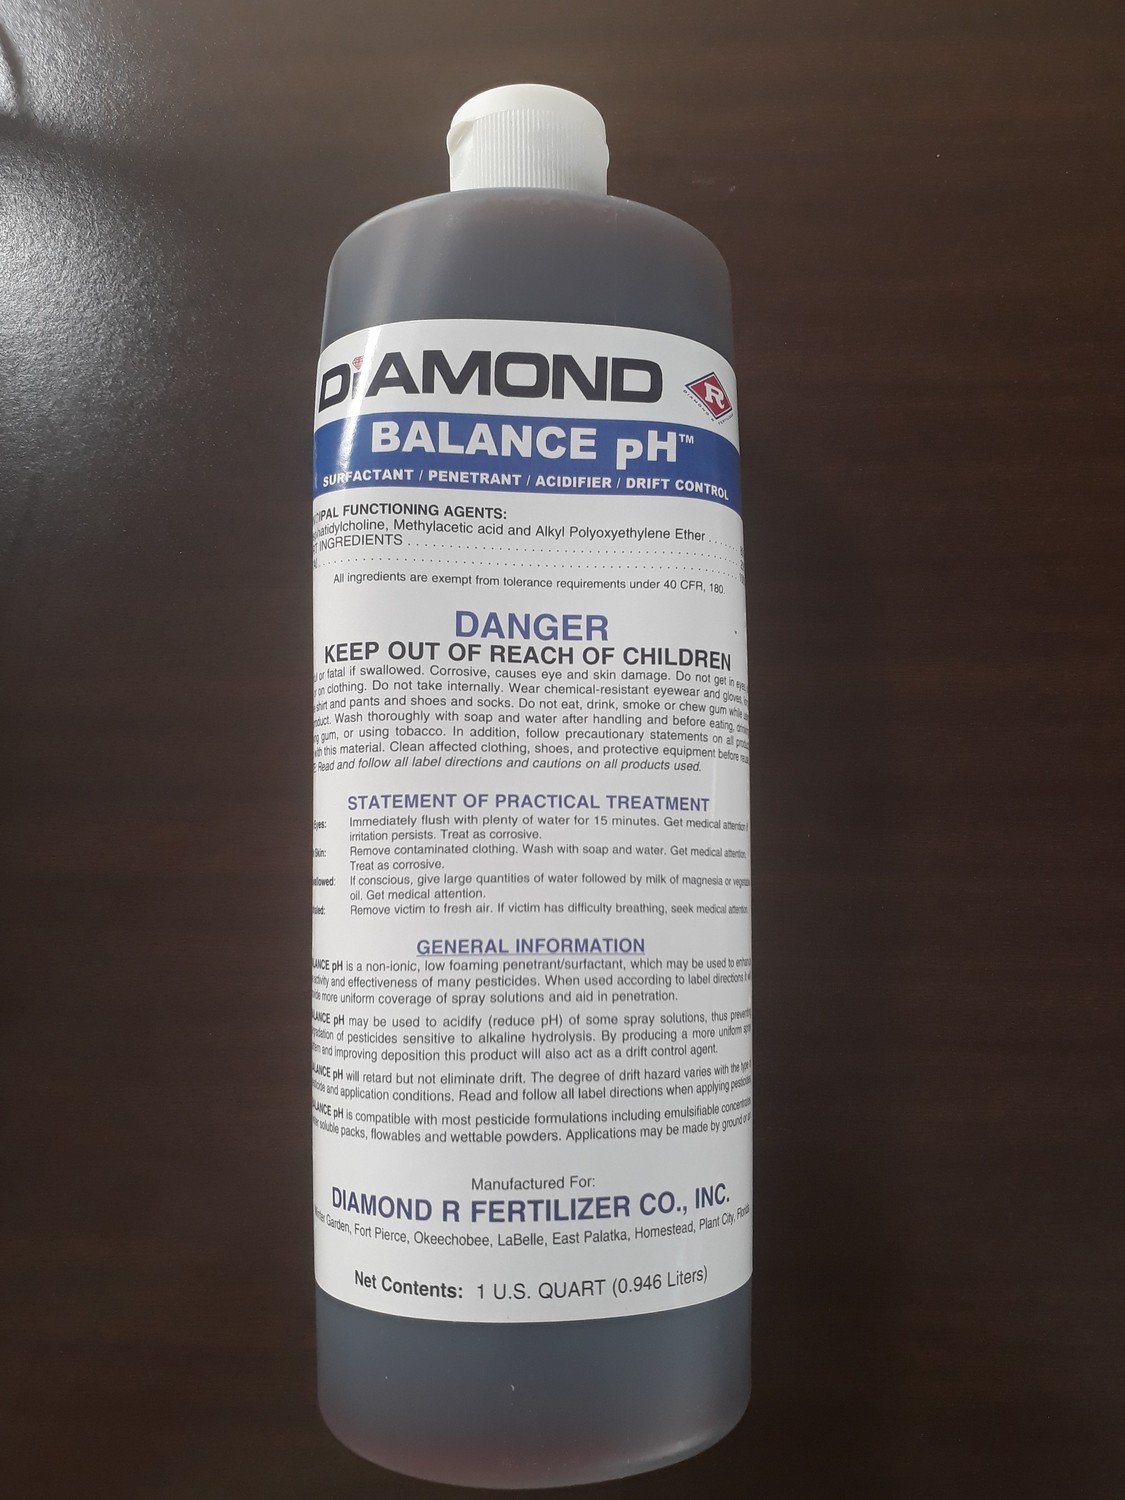 DiAMOND
R
BALANCE pH™
SURFACTANT / PENETRANT / ACIDIFIER / DRIFT CONTROL
FUNCTIONING AGENTS:
Methylacetic acid and Alkyl Polyoxyethylene Ether . . . . . .
INGREDIENTS . . . . . . . . . . . . . . . . . . . . . . . . . . . . . .
All ingredients are exempt from tolerance requirements under 40 CFR, 180.
DANGER
KEEP OUT OF REACH OF CHILDREN
or fatal if swallowed. Corrosive, causes eye and skin damage. Do not get in eyes,
on clothing. Do not take internally. Wear chemical-resistant eyewear and gloves,
shirt and pants and shoes and socks. Do not eat, drink, smoke or chew gum while
Wash thoroughly with soap and water after handling and before eating,
gum, or using tobacco. In addition, follow precautionary statements on all
with this material. Clean affected clothing, shoes, and protective equipment before
Read and follow all label directions and cautions on all products used.
STATEMENT OF PRACTICAL TREATMENT
Eyes: Immediately flush with plenty of water for 15 minutes. Get medical attention if
irritation persists. Treat as corrosive.
Skin: Remove contaminated clothing. Wash with soap and water. Get medical attention.
Treat as corrosive.
If conscious, give large quantities of water followed by milk of magnesia or vegetable
oil. Get medical attention.
Remove victim to fresh air. If victim has difficulty breathing, seek medical attention.
GENERAL INFORMATION
pH is a non-ionic, low foaming penetrant/surfactant, which may be used to
and effectiveness of many pesticides. When used according to label directions it
more uniform coverage of spray solutions and aid in penetration.
pH may be used to acidify (reduce pH) of some spray solutions, thus
of pesticides sensitive to alkaline hydrolysis. By producing a more uniform spray
and improving deposition this product will also act as a drift control agent.
pH will retard but not eliminate drift. The degree of drift hazard varies with the type
and application conditions. Read and follow all label directions when applying
pH is compatible with most pesticide formulations including emulsifiable
soluble packs, flowables and wettable powders. Applications may be made by ground or
Manufactured For:
DIAMOND R FERTILIZER CO., INC.
Garden, Fort Pierce, Okeechobee, LaBelle, East Palatka, Homestead, Plant City, Florida
Net Contents: 1 U.S. QUART (0.946 Liters)